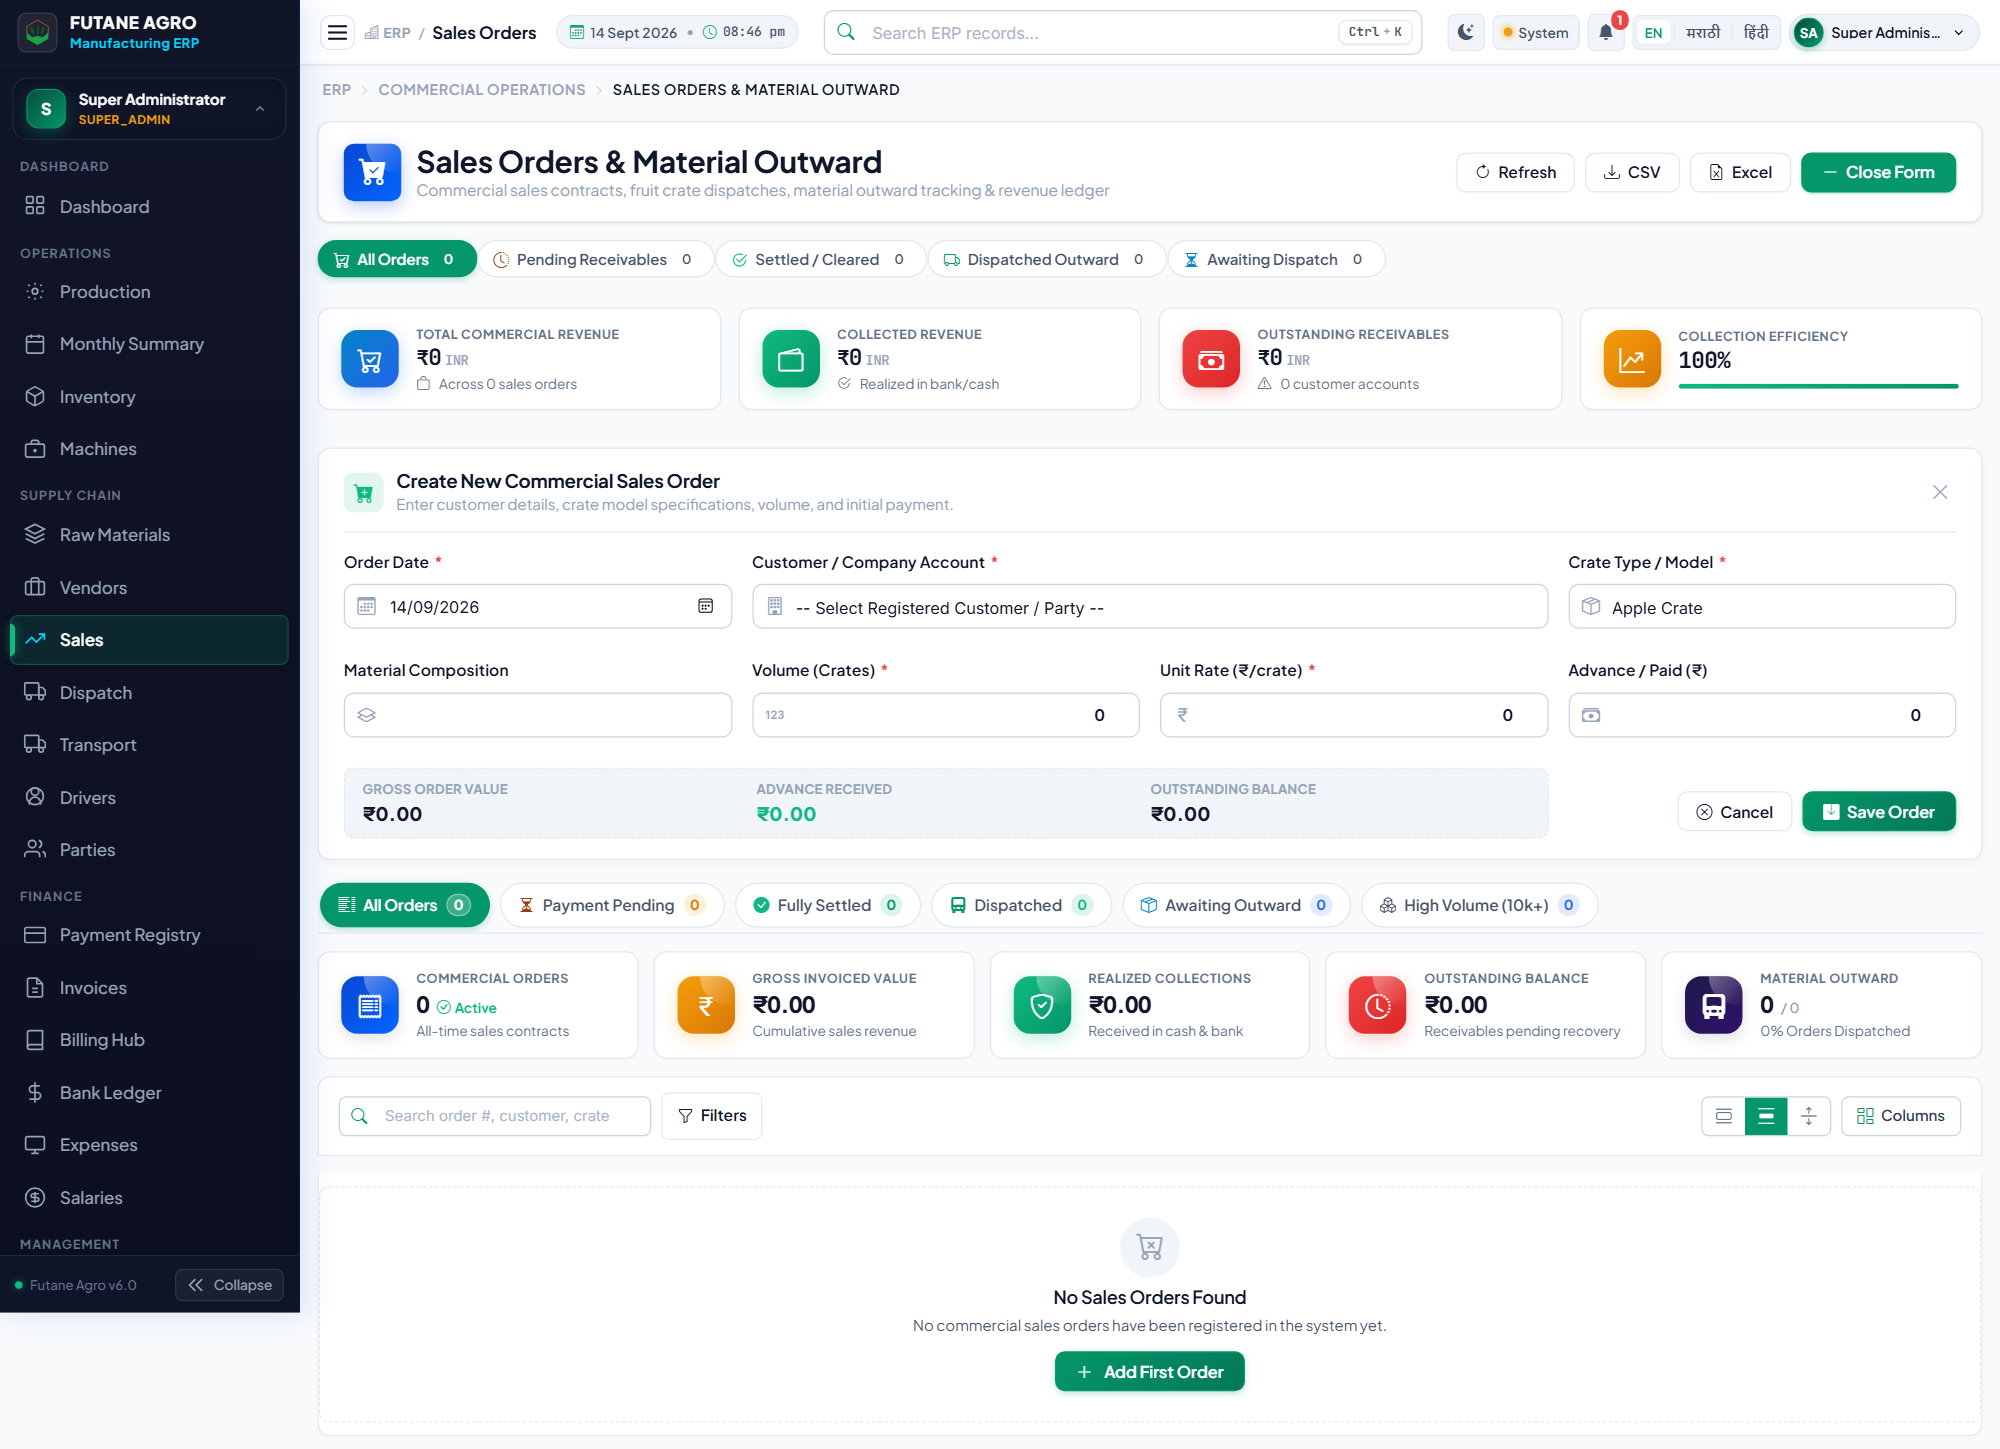 FUTANE AGRO
Manufacturing ERP
S
Super Administrator
SUPER_ADMIN
DASHBOARD
Dashboard
OPERATIONS
Production
Monthly Summary
Inventory
Machines
SUPPLY CHAIN
Raw Materials
Vendors
Sales
Dispatch
Transport
Drivers
Parties
FINANCE
Payment Registry
Invoices
Billing Hub
Bank Ledger
Expenses
Salaries
MANAGEMENT
Futane Agro v6.0
Collapse
ERP / Sales Orders
14 Sept 2026 • 08:46 pm
Search ERP records...
Ctrl + K
System
1
EN मराठी हिंदी
SA Super Adminis...
ERP > COMMERCIAL OPERATIONS > SALES ORDERS & MATERIAL OUTWARD
Sales Orders & Material Outward
Commercial sales contracts, fruit crate dispatches, material outward tracking & revenue ledger
Refresh
CSV
Excel
Close Form
All Orders 0
Pending Receivables 0
Settled / Cleared 0
Dispatched Outward 0
Awaiting Dispatch 0
TOTAL COMMERCIAL REVENUE
₹0 INR
Across 0 sales orders
COLLECTED REVENUE
₹0 INR
Realized in bank/cash
OUTSTANDING RECEIVABLES
₹0 INR
0 customer accounts
COLLECTION EFFICIENCY
100%
Create New Commercial Sales Order
Enter customer details, crate model specifications, volume, and initial payment.
Order Date *
14/09/2026
Customer / Company Account *
-- Select Registered Customer / Party --
Crate Type / Model *
Apple Crate
Material Composition
Volume (Crates) *
123 0
Unit Rate (₹/crate) *
₹ 0
Advance / Paid (₹)
0
GROSS ORDER VALUE
₹0.00
ADVANCE RECEIVED
₹0.00
OUTSTANDING BALANCE
₹0.00
Cancel
Save Order
All Orders 0
Payment Pending 0
Fully Settled 0
Dispatched 0
Awaiting Outward 0
High Volume (10k+) 0
COMMERCIAL ORDERS
0 Active
All-time sales contracts
₹
GROSS INVOICED VALUE
₹0.00
Cumulative sales revenue
REALIZED COLLECTIONS
₹0.00
Received in cash & bank
OUTSTANDING BALANCE
₹0.00
Receivables pending recovery
MATERIAL OUTWARD
0 / 0
0% Orders Dispatched
Search order #, customer, crate
Filters
Columns
No Sales Orders Found
No commercial sales orders have been registered in the system yet.
+ Add First Order